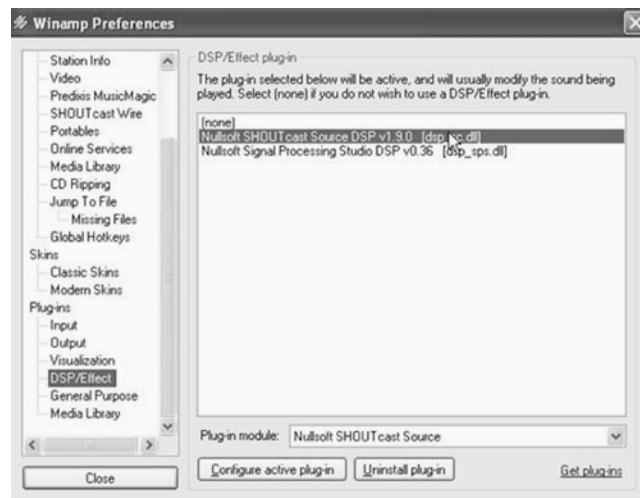 Winamp Preferences
Station Info
Video
Predixis MusicMagic
SHOUTcast Wire
Portables
Online Services
Media Library
CD Ripping
Jump To File
Missing Files
Global Hotkeys
Skins
Classic Skins
Modern Skins
Plug-ins
Input
Output
Visualization
DSP/Effect
General Purpose
Media Library
Close
DSP/Effect plug-in
The plug-in selected below will be active, and will usually modify the sound being
played. Select (none) if you do not wish to use a DSP/Effect plug-in.
(none)
Nullsoft SHOUTcast Source DSP v1.9.0
Nullsoft Signal Processing Studio DSP v0.36 [dsp_sps.dll]
Plug-in module: Nullsoft SHOUTcast Source
Configure active plug-in Uninstall plug-in Get plug-ins